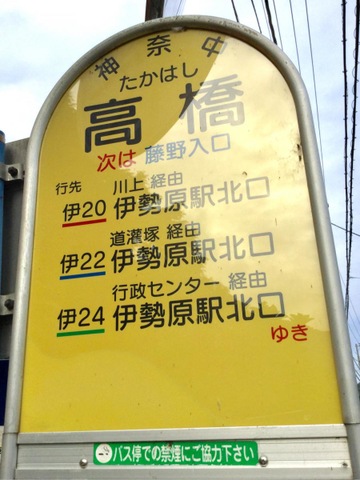 神奈中
たかはし
高橋
次は 藤野入口
行先 川上 経由
伊20 伊勢原駅北口
道灌塚 経由
伊22 伊勢原駅北口
行政センター 経由
伊24 伊勢原駅北口
ゆき
バス停での禁煙にご協力下さい